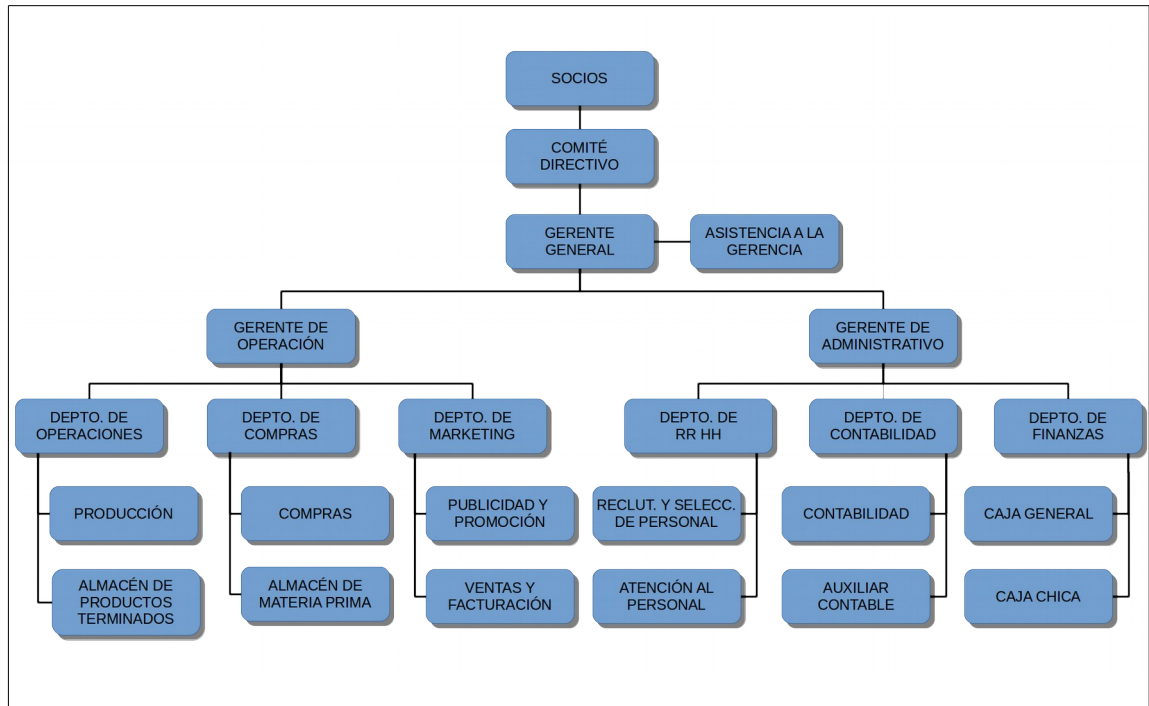 SOCIOS
COMITÉ
DIRECTIVO
GERENTE
GENERAL
ASISTENCIA A LA
GERENCIA
GERENTE DE
OPERACIÓN
GERENTE DE
ADMINISTRATIVO
DEPTO. DE
OPERACIONES
DEPTO. DE
COMPRAS
DEPTO. DE
MARKETING
DEPTO. DE
RR HH
DEPTO. DE
CONTABILIDAD
DEPTO. DE
FINANZAS
PRODUCCIÓN
COMPRAS
PUBLICIDAD Y
PROMOCIÓN
RECLUT. Y SELECC.
DE PERSONAL
CONTABILIDAD
CAJA GENERAL
ALMACÉN DE
PRODUCTOS
TERMINADOS
ALMACÉN DE
MATERIA PRIMA
VENTAS Y
FACTURACIÓN
ATENCIÓN AL
PERSONAL
AUXILIAR
CONTABLE
CAJA CHICA